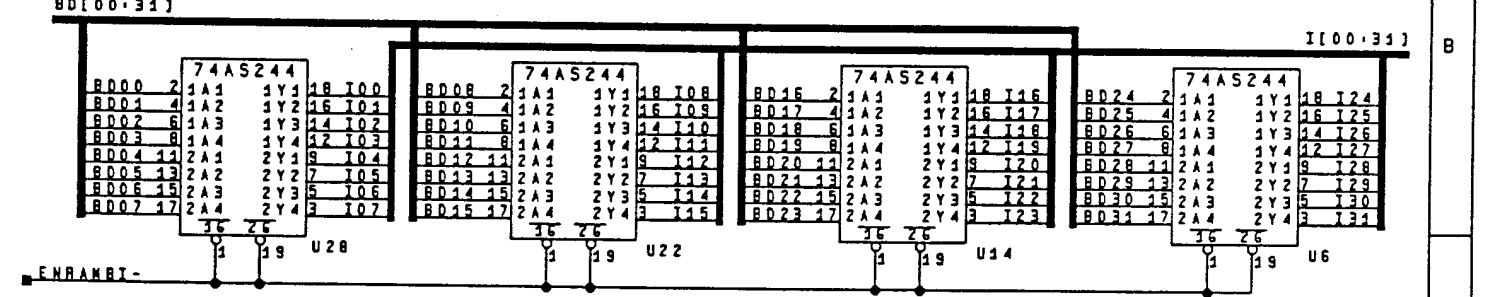 BD[00:31]
I[00:31]
B
74AS244
BD00 2 1A1 1Y1 18 I00
BD01 4 1A2 1Y2 16 I01
BD02 6 1A3 1Y3 14 I02
BD03 8 1A4 1Y4 12 I03
BD04 11 2A1 2Y1 9 I04
BD05 13 2A2 2Y2 7 I05
BD06 15 2A3 2Y3 5 I06
BD07 17 2A4 2Y4 3 I07
1G 2G
1 19 U28
74AS244
BD08 2 1A1 1Y1 18 I08
BD09 4 1A2 1Y2 16 I09
BD10 6 1A3 1Y3 14 I10
BD11 8 1A4 1Y4 12 I11
BD12 11 2A1 2Y1 9 I12
BD13 13 2A2 2Y2 7 I13
BD14 15 2A3 2Y3 5 I14
BD15 17 2A4 2Y4 3 I15
1G 2G
1 19 U22
74AS244
BD16 2 1A1 1Y1 18 I16
BD17 4 1A2 1Y2 16 I17
BD18 6 1A3 1Y3 14 I18
BD19 8 1A4 1Y4 12 I19
BD20 11 2A1 2Y1 9 I20
BD21 13 2A2 2Y2 7 I21
BD22 15 2A3 2Y3 5 I22
BD23 17 2A4 2Y4 3 I23
1G 2G
1 19 U14
74AS244
BD24 2 1A1 1Y1 18 I24
BD25 4 1A2 1Y2 16 I25
BD26 6 1A3 1Y3 14 I26
BD27 8 1A4 1Y4 12 I27
BD28 11 2A1 2Y1 9 I28
BD29 13 2A2 2Y2 7 I29
BD30 15 2A3 2Y3 5 I30
BD31 17 2A4 2Y4 3 I31
1G 2G
1 19 U6
ENRAMBI-